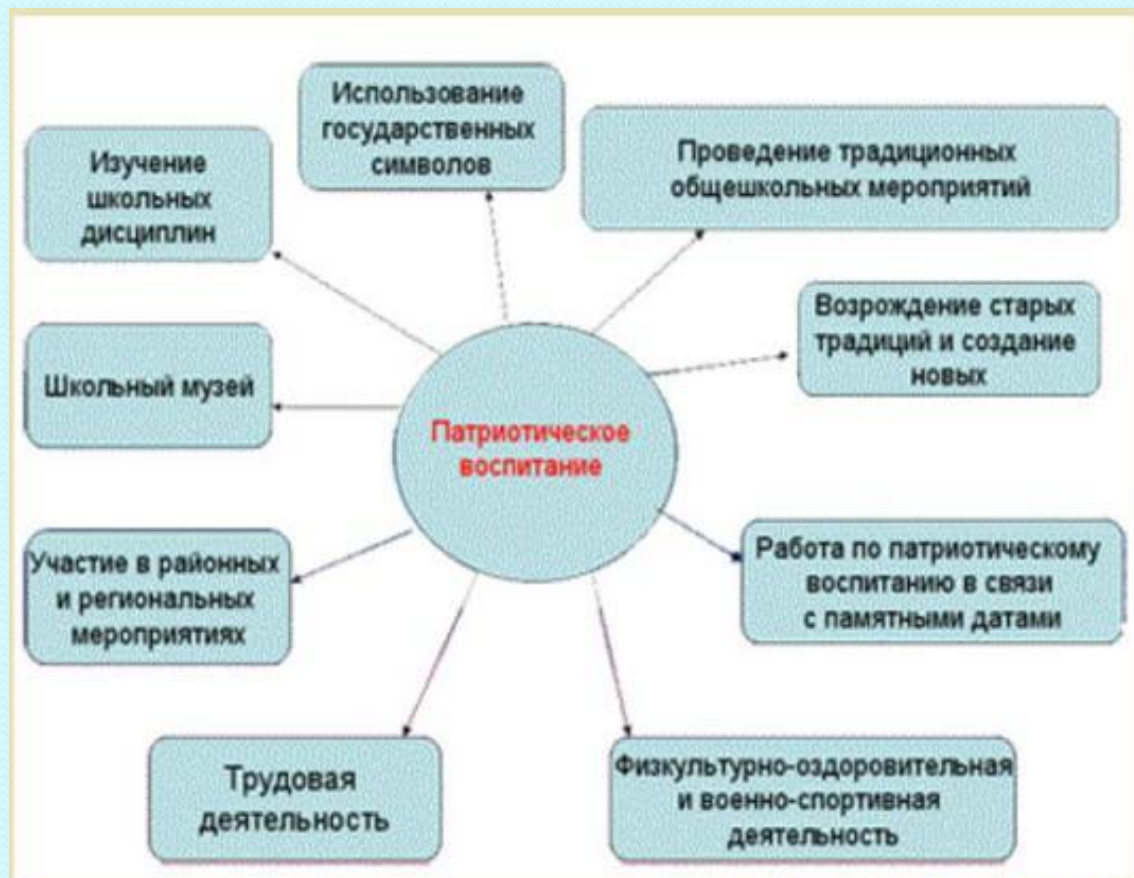 Использование
государственных
символов
Изучение
школьных
дисциплин
Проведение традиционных
общешкольных мероприятий
Возрождение старых
традиций и создание
новых
Школьный музей
Патриотическое
воспитание
Участие в районных
и региональных
мероприятиях
Работа по патриотическому
воспитанию в связи
с памятными датами
Трудовая
деятельность
Физкультурно-оздоровительная
и военно-спортивная
деятельность